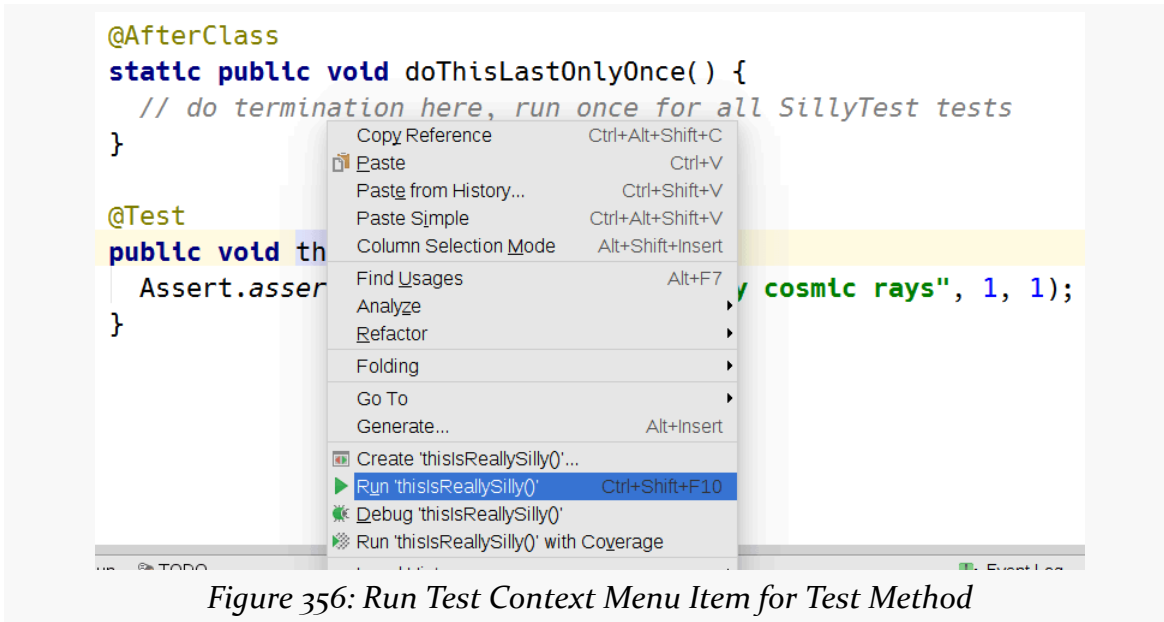 @AfterClass
static public void doThisLastOnlyOnce() {
// do termination here, run once for all SillyTest tests
}
@Test
public void th
Assert.asser y cosmic rays", 1, 1);
}
Copy Reference Ctrl+Alt+Shift+C
Paste Ctrl+V
Paste from History... Ctrl+Shift+V
Paste Simple Ctrl+Alt+Shift+V
Column Selection Mode Alt+Shift+Insert
Find Usages Alt+F7
Analyze
Refactor
Folding
Go To
Generate... Alt+Insert
Create 'thisIsReallySilly()'...
Run 'thisIsReallySilly()' Ctrl+Shift+F10
Debug 'thisIsReallySilly()'
Run 'thisIsReallySilly()' with Coverage
TODO Event Log
Figure 356: Run Test Context Menu Item for Test Method